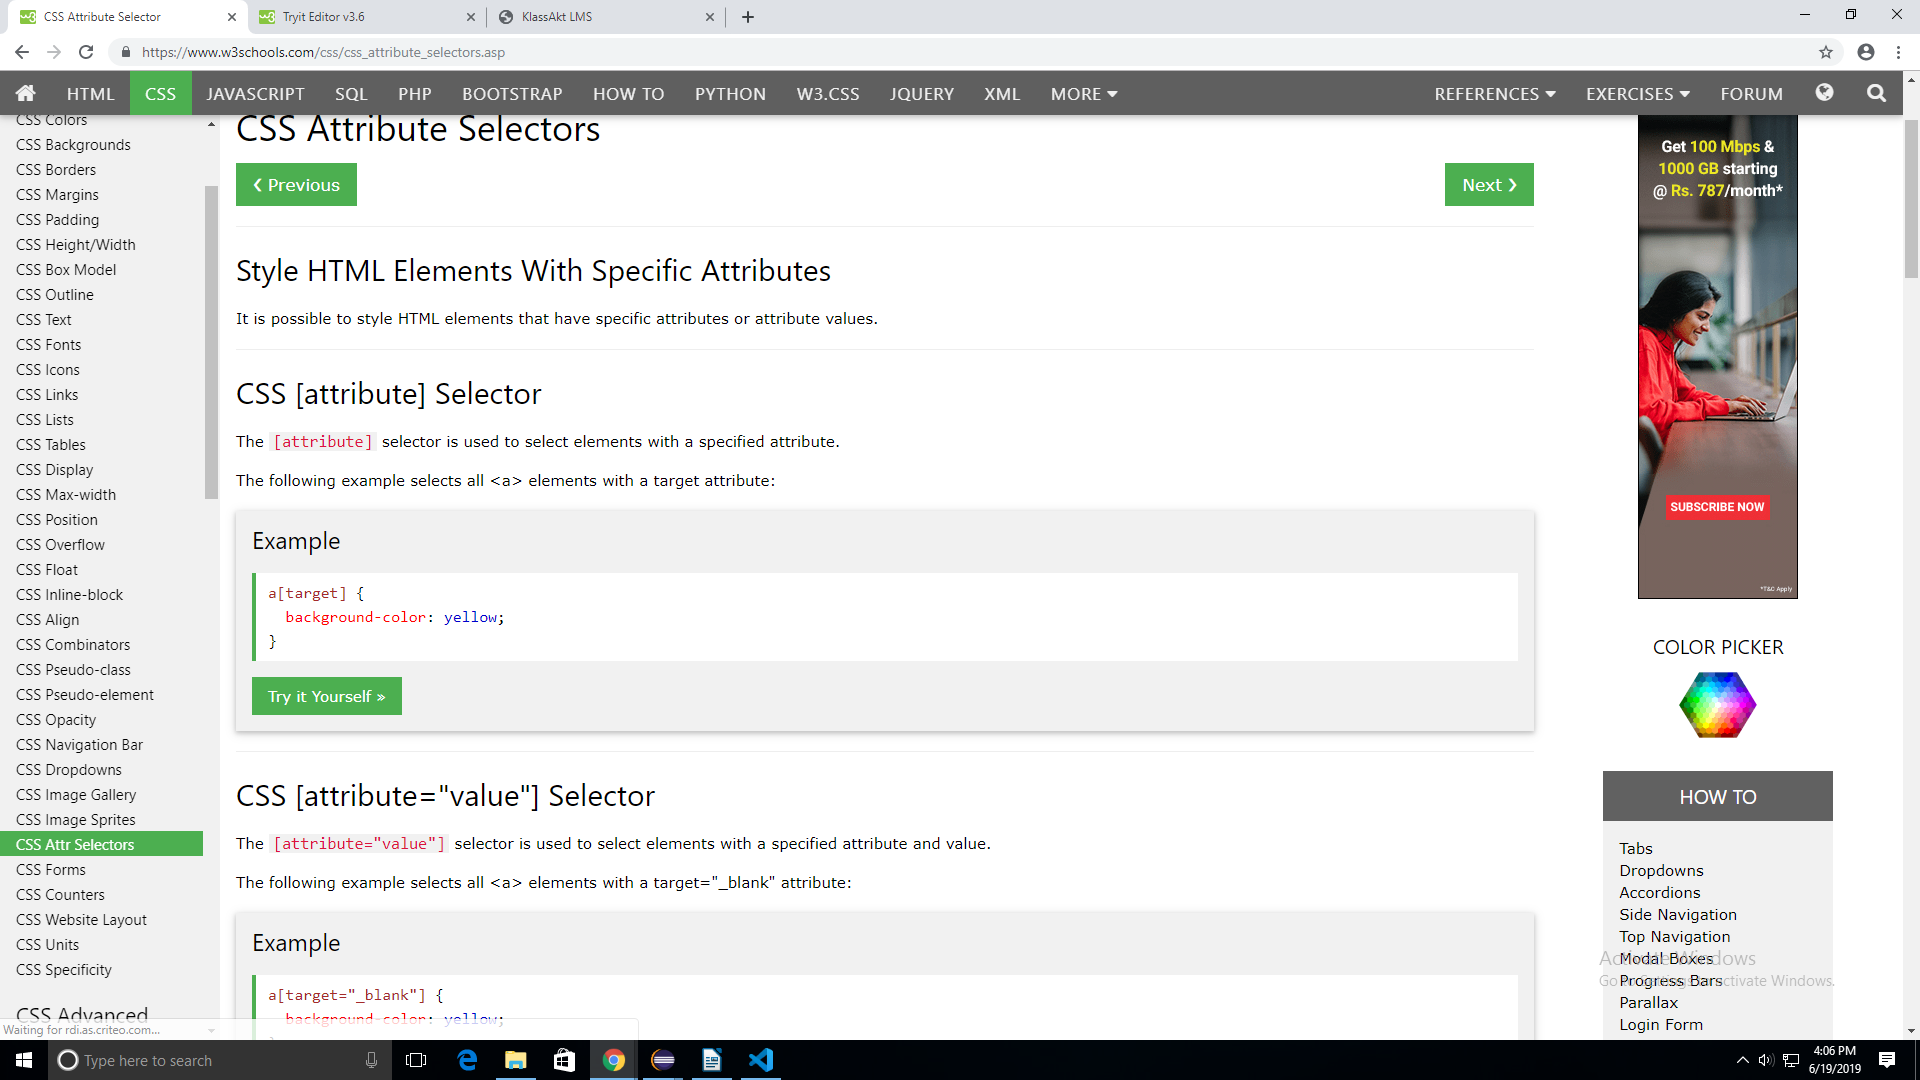 CSS Attribute Selector
Tryit Editor v3.6
KlassAkt LMS
https://www.w3schools.com/css/css_attribute_selectors.asp
HTML
CSS
JAVASCRIPT
SQL
PHP
BOOTSTRAP
HOW TO
PYTHON
W3.CSS
JQUERY
XML
MORE
REFERENCES
EXERCISES
FORUM
CSS Colors
CSS Backgrounds
CSS Borders
CSS Margins
CSS Padding
CSS Height/Width
CSS Box Model
CSS Outline
CSS Text
CSS Fonts
CSS Icons
CSS Links
CSS Lists
CSS Tables
CSS Display
CSS Max-width
CSS Position
CSS Overflow
CSS Float
CSS Inline-block
CSS Align
CSS Combinators
CSS Pseudo-class
CSS Pseudo-element
CSS Opacity
CSS Navigation Bar
CSS Dropdowns
CSS Image Gallery
CSS Image Sprites
CSS Attr Selectors
CSS Forms
CSS Counters
CSS Website Layout
CSS Units
CSS Specificity
CSS Advanced
Waiting for rdi.as.criteo.com...
CSS Attribute Selectors
❮ Previous
Next ❯
Style HTML Elements With Specific Attributes
It is possible to style HTML elements that have specific attributes or attribute values.
CSS [attribute] Selector
The [attribute] selector is used to select elements with a specified attribute.
The following example selects all <a> elements with a target attribute:
Example
a[target] {
background-color: yellow;
}
Try it Yourself »
CSS [attribute="value"] Selector
The [attribute="value"] selector is used to select elements with a specified attribute and value.
The following example selects all <a> elements with a target="_blank" attribute:
Example
a[target="_blank"] {
background-color: yellow;
Get 100 Mbps &
1000 GB starting
@ Rs. 787/month*
SUBSCRIBE NOW
*T&C Apply
COLOR PICKER
HOW TO
Tabs
Dropdowns
Accordions
Side Navigation
Top Navigation
Modal Boxes
Progress Bars
Parallax
Login Form
Activate Windows
Go to Settings to activate Windows.
Type here to search
4:06 PM
6/19/2019